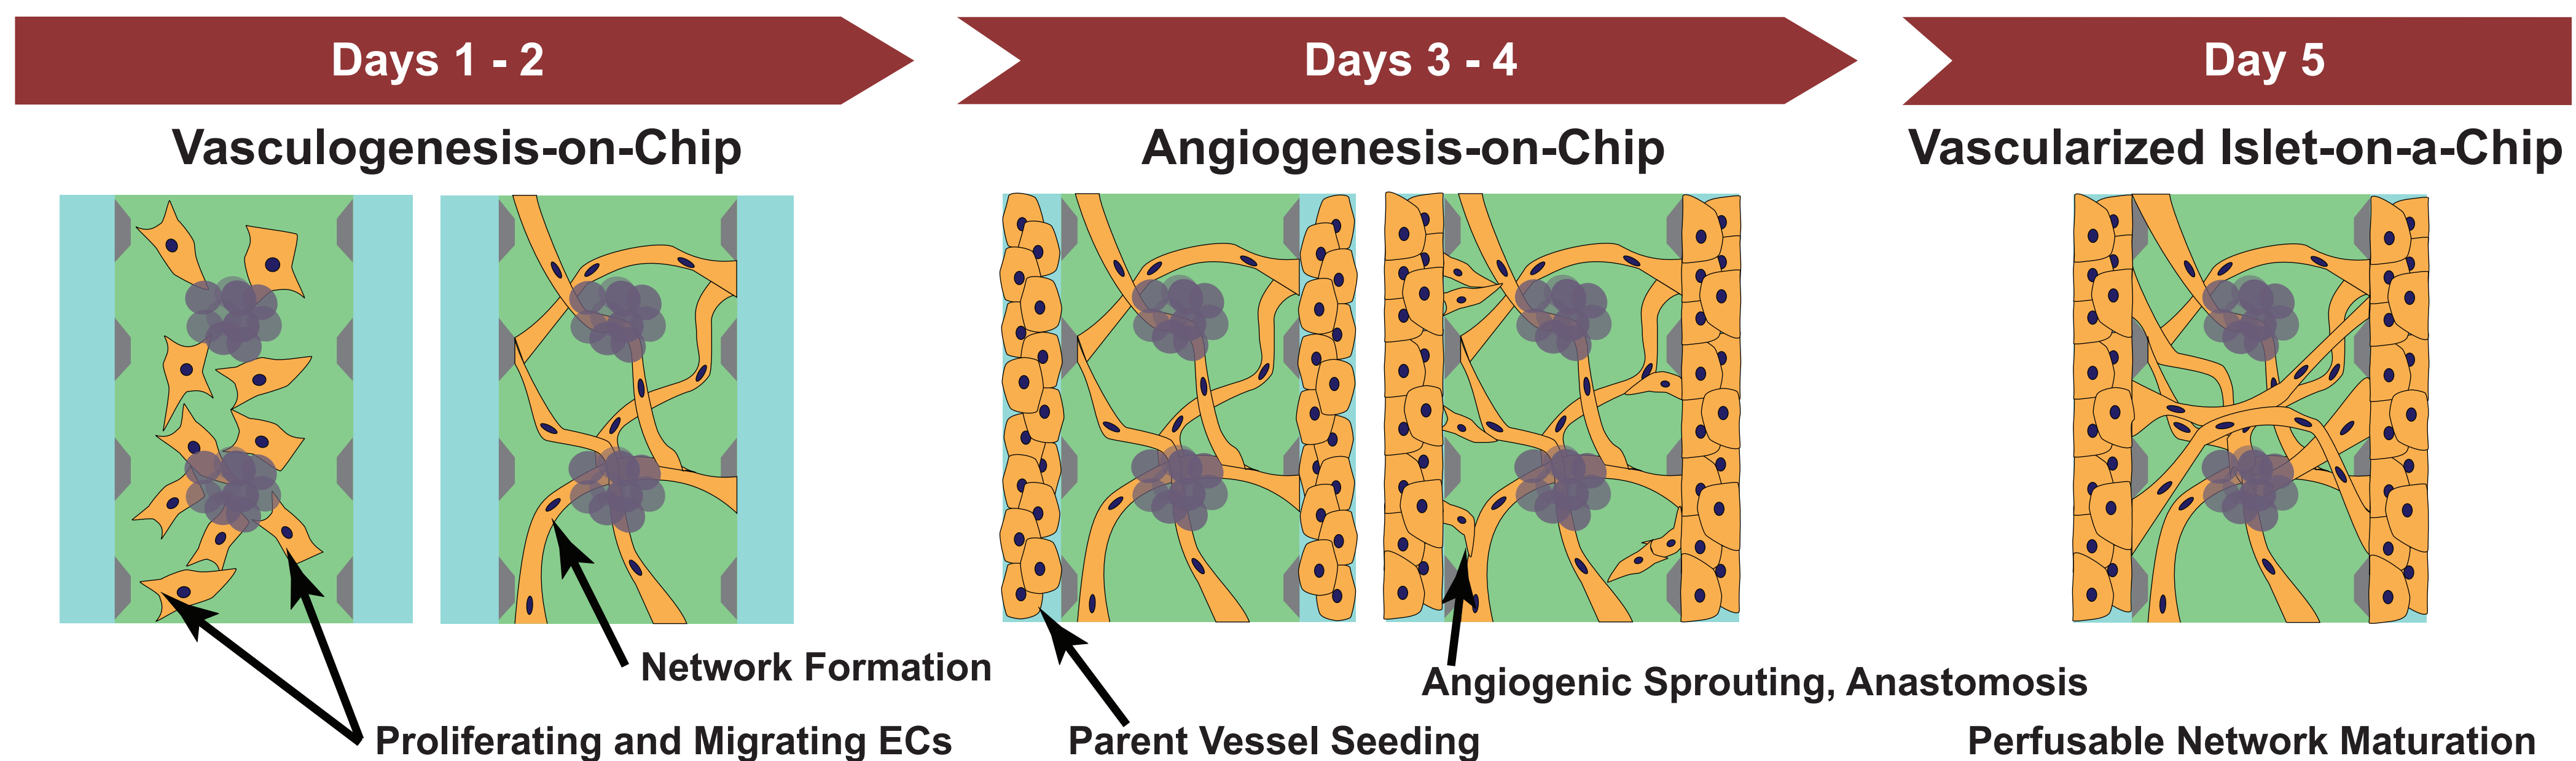 Days 1 - 2
Days 3 - 4
Day 5
Vasculogenesis-on-Chip
Angiogenesis-on-Chip
Vascularized Islet-on-a-Chip
Network Formation
Angiogenic Sprouting, Anastomosis
Proliferating and Migrating ECs
Parent Vessel Seeding
Perfusable Network Maturation